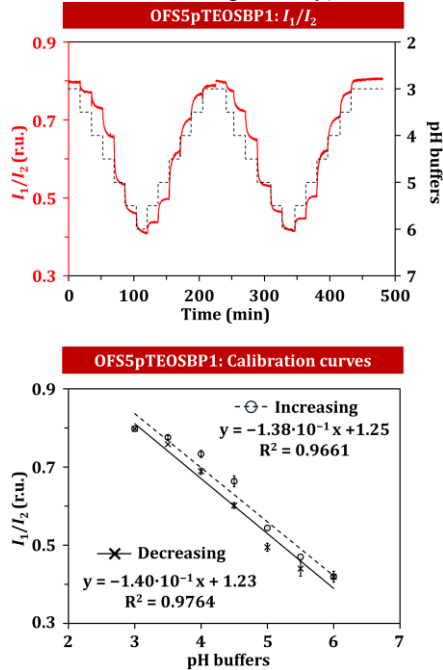 OFS5pTEOSBP1: I₁/I₂
0.9
0.7
0.5
0.3
I₁/I₂ (r.u.)
2
3
4
5
6
7
pH buffers
0 100 200 300 400 500
Time (min)
OFS5pTEOSBP1: Calibration curves
0.9
0.7
0.5
0.3
I₁/I₂ (r.u.)
Increasing
y = −1.38·10⁻¹ x +1.25
R² = 0.9661
Decreasing
y = −1.40·10⁻¹ x + 1.23
R² = 0.9764
2 3 4 5 6 7
pH buffers